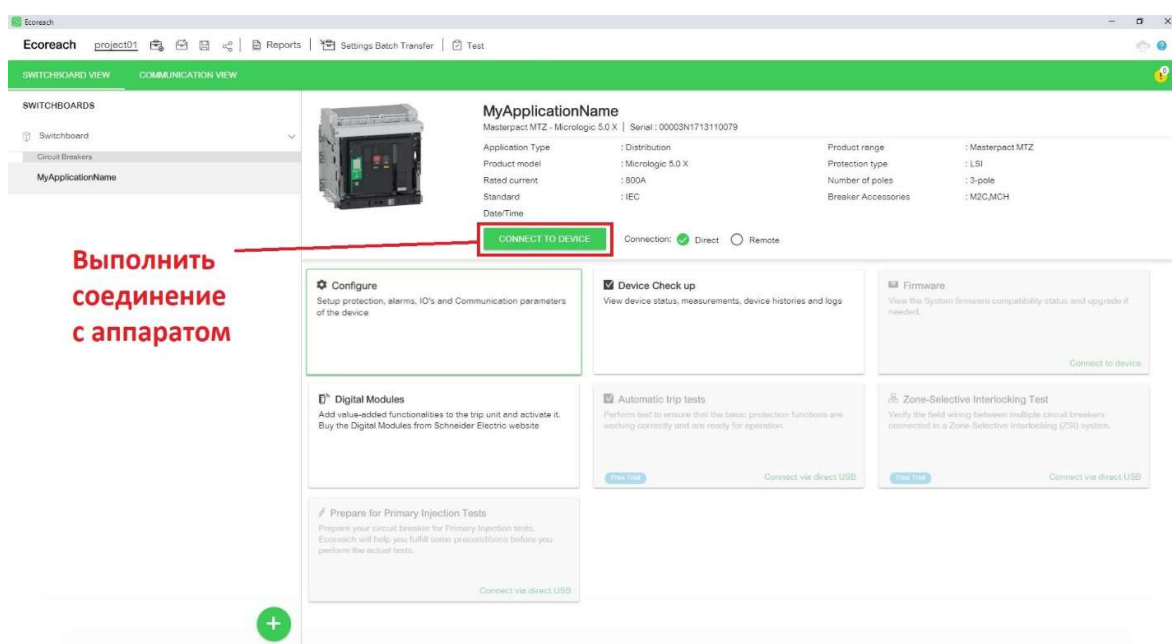 Ecoreach
Ecoreach project01 Reports Settings Batch Transfer Test
SWITCHBOARD VIEW COMMUNICATION VIEW
SWITCHBOARDS
Switchboard
Circuit Breakers
MyApplicationName
MyApplicationName
Masterpact MTZ - Micrologic 5.0 X | Serial : 00003N1713110079
Application Type : Distribution Product range : Masterpact MTZ
Product model : Micrologic 5.0 X Protection type : LSI
Rated current : 800A Number of poles : 3-pole
Standard : IEC Breaker Accessories : M2C,MCH
Date/Time
CONNECT TO DEVICE Connection: Direct Remote
Выполнить
соединение
с аппаратом
Configure
Setup protection, alarms, IO's and Communication parameters
of the device
Device Check up
View device status, measurements, device histories and logs
Firmware
View the System firmware compatibility status and upgrade if
needed.
Connect to device
Digital Modules
Add value-added functionalities to the trip unit and activate it.
Buy the Digital Modules from Schneider Electric website
Automatic trip tests
Perform test to ensure that the basic protection functions are
working correctly and are ready for operation.
Free Trial Connect via direct USB
Zone-Selective Interlocking Test
Verify the field wiring between multiple circuit breakers
connected in a Zone-Selective Interlocking (ZSI) system.
Free Trial Connect via direct USB
Prepare for Primary Injection Tests
Prepare your circuit breaker for Primary Injection tests.
Ecoreach will help you fulfill some preconditions before you
perform the actual tests.
Connect via direct USB